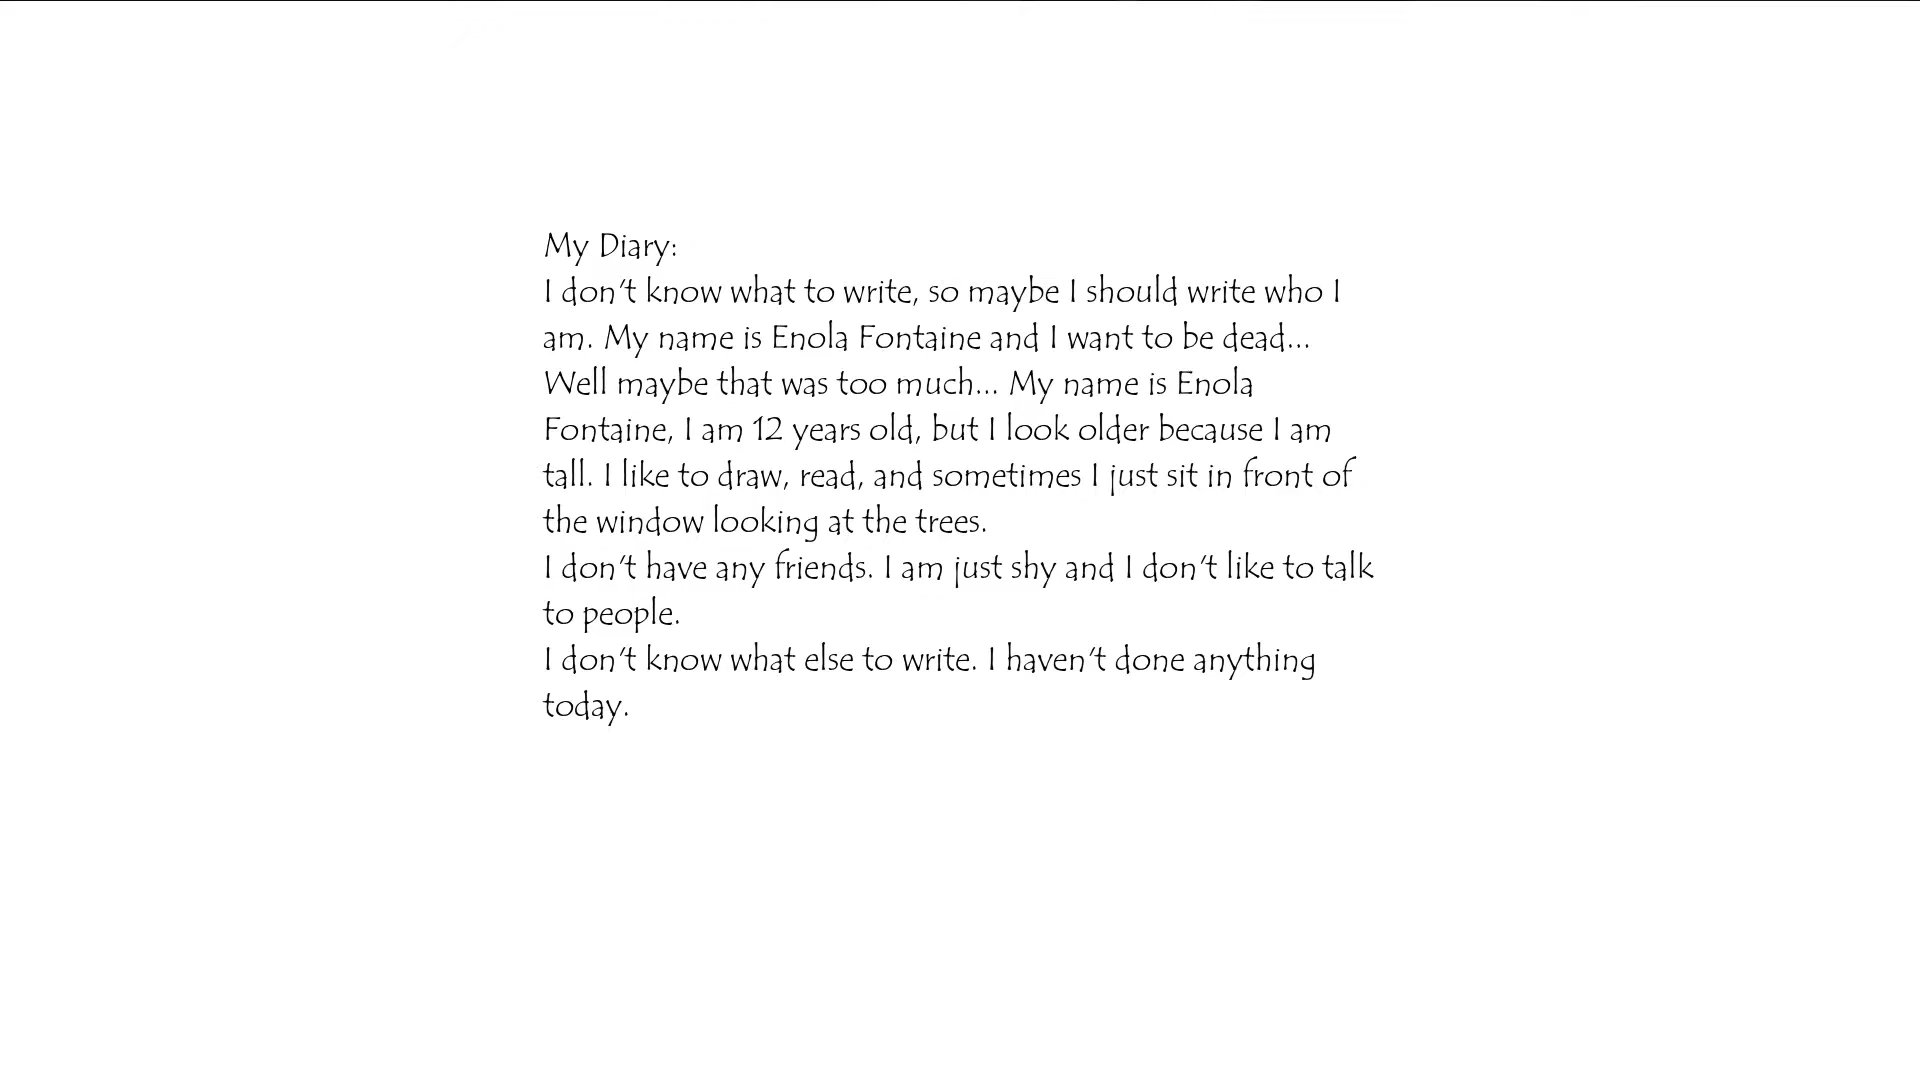 My Diary:
I don't know what to write, so maybe I should write who I
am. My name is Enola Fontaine and I want to be dead...
Well maybe that was too much... My name is Enola
Fontaine, I am 12 years old, but I look older because I am
tall. I like to draw, read, and sometimes I just sit in front of
the window looking at the trees.
I don't have any friends. I am just shy and I don't like to talk
to people.
I don't know what else to write. I haven't done anything
today.